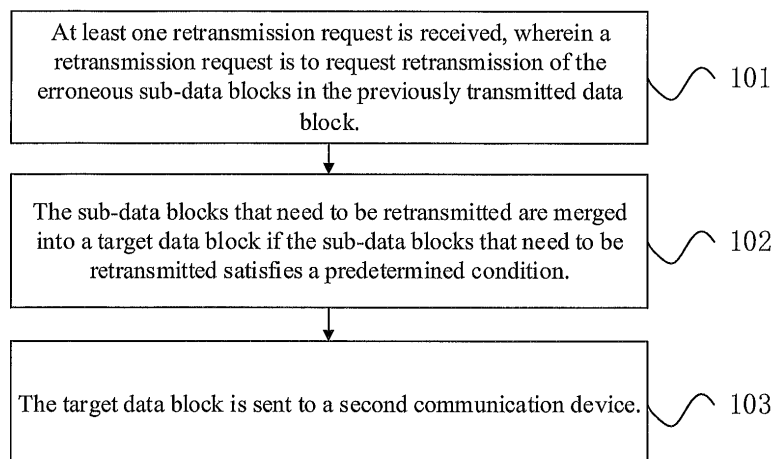 At least one retransmission request is received, wherein a
retransmission request is to request retransmission of the
erroneous sub-data blocks in the previously transmitted data
block.
101
The sub-data blocks that need to be retransmitted are merged
into a target data block if the sub-data blocks that need to be
retransmitted satisfies a predetermined condition.
102
The target data block is sent to a second communication device.
103